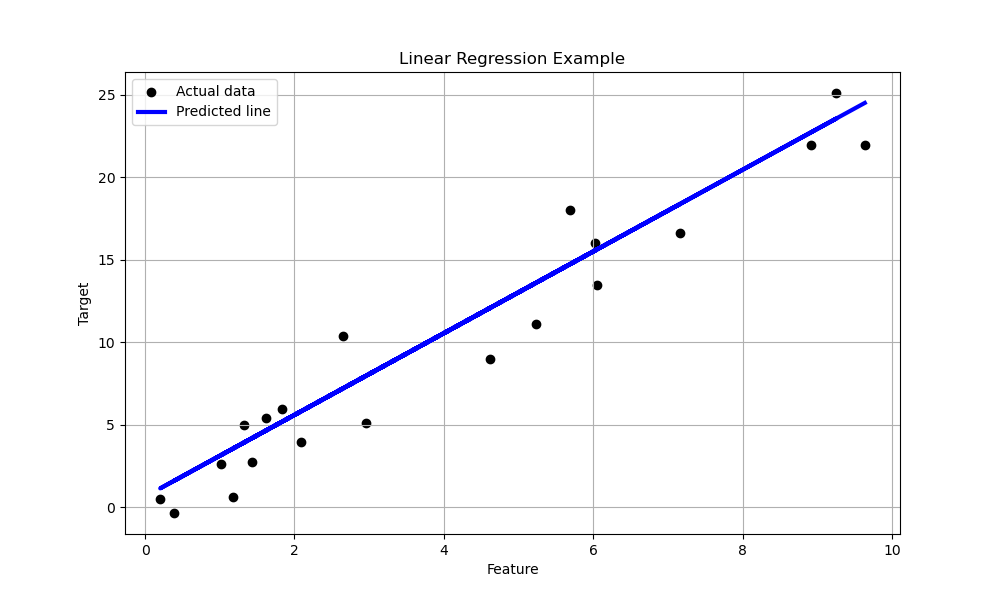 Linear Regression Example
Actual data
Predicted line
25
20
15
10
5
0
Target
0 2 4 6 8 10
Feature